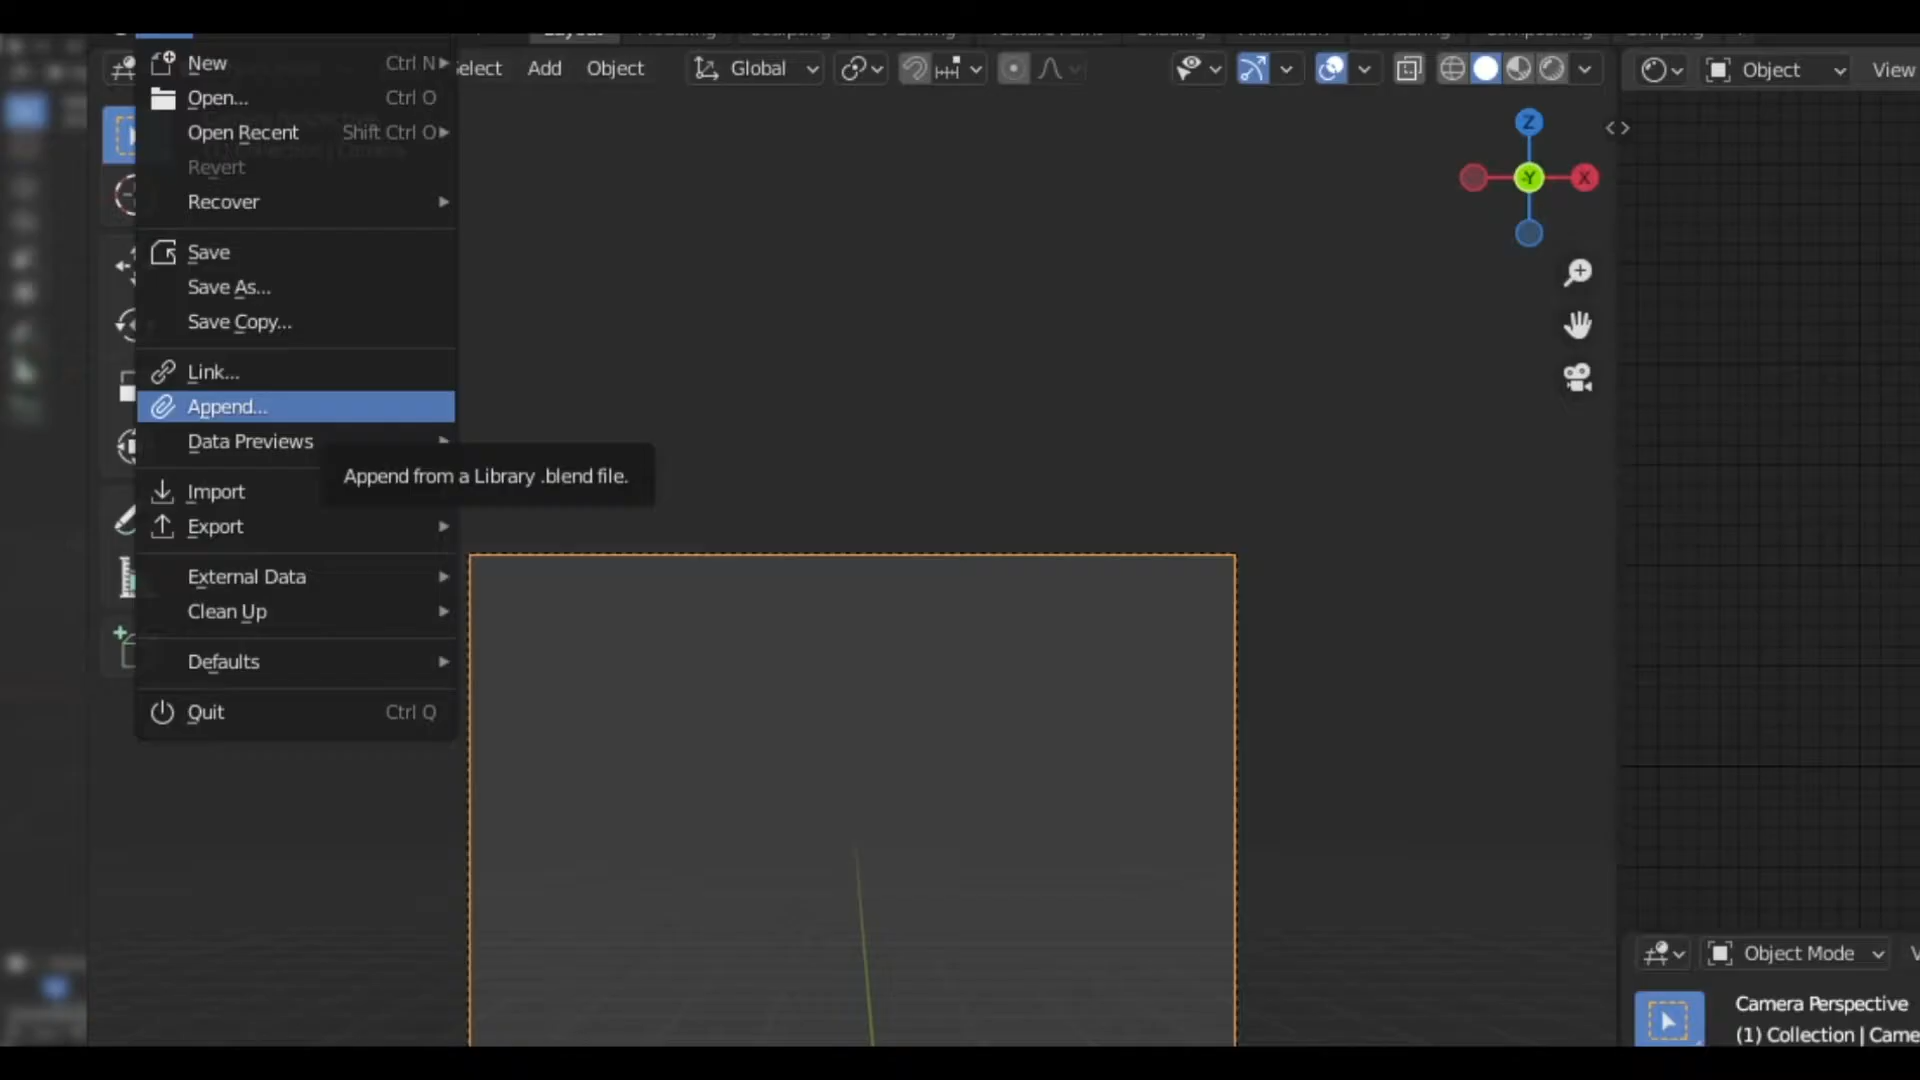 New Ctrl N
Open... Ctrl O
Open Recent Shift Ctrl O
Revert
Recover
Save
Save As...
Save Copy...
Link...
Append...
Data Previews
Append from a Library .blend file.
Import
Export
External Data
Clean Up
Defaults
Quit Ctrl Q
Add Object Global
Z
Y X
Object View
Object Mode
Camera Perspective
(1) Collection |